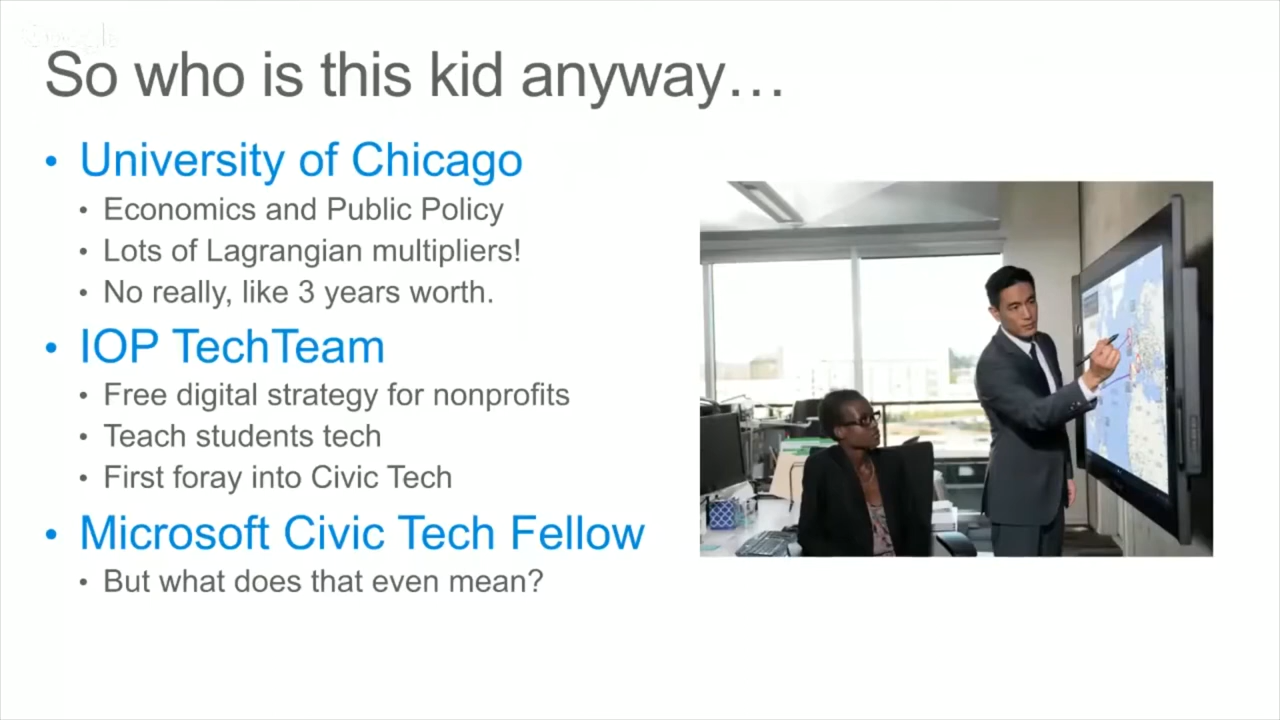 So who is this kid anyway…
• University of Chicago
• Economics and Public Policy
• Lots of Lagrangian multipliers!
• No really, like 3 years worth.
• IOP TechTeam
• Free digital strategy for nonprofits
• Teach students tech
• First foray into Civic Tech
• Microsoft Civic Tech Fellow
• But what does that even mean?